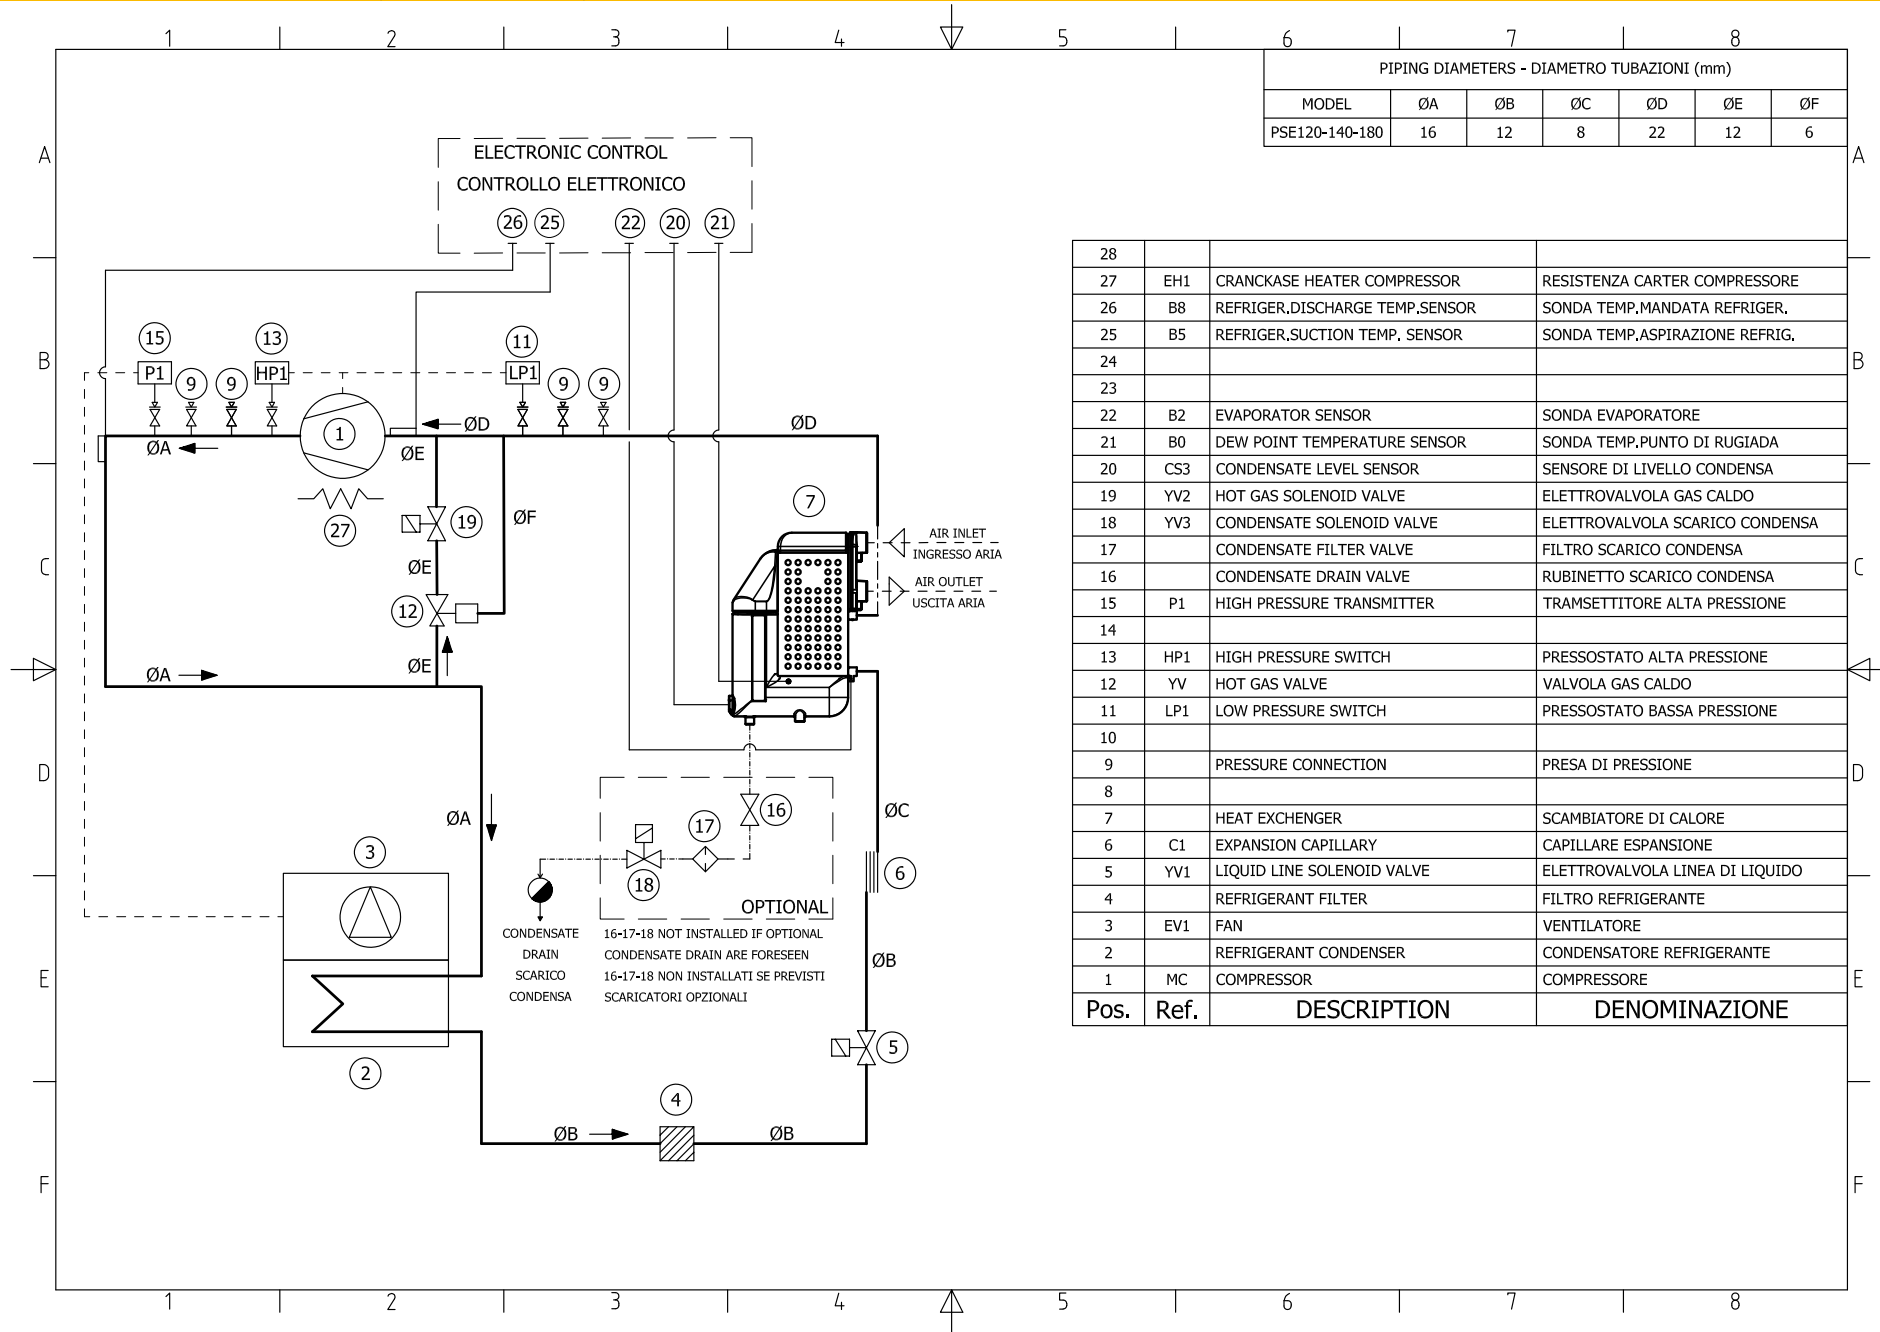 1 2 3 4 5 6 7 8
PIPING DIAMETERS - DIAMETRO TUBAZIONI (mm)
MODEL ØA ØB ØC ØD ØE ØF
PSE120-140-180 16 12 8 22 12 6
A A
B B
C C
D D
E E
F F
ELECTRONIC CONTROL
CONTROLLO ELETTRONICO
26 25 22 20 21
15 13 11
P1 9 9 HP1 LP1 9 9
1
ØD ØD
ØA ØE
27 19 ØF
7
AIR INLET
INGRESSO ARIA
AIR OUTLET
USCITA ARIA
ØE
12
ØE
ØA
ØA
16
17
18
OPTIONAL
ØC
6
3
2
CONDENSATE
DRAIN
SCARICO
CONDENSA
16-17-18 NOT INSTALLED IF OPTIONAL
CONDENSATE DRAIN ARE FORESEEN
16-17-18 NON INSTALLATI SE PREVISTI
SCARICATORI OPZIONALI
ØB
5
4
ØB ØB
28
27 EH1 CRANCKASE HEATER COMPRESSOR RESISTENZA CARTER COMPRESSORE
26 B8 REFRIGER.DISCHARGE TEMP.SENSOR SONDA TEMP.MANDATA REFRIGER.
25 B5 REFRIGER.SUCTION TEMP. SENSOR SONDA TEMP.ASPIRAZIONE REFRIG.
24
23
22 B2 EVAPORATOR SENSOR SONDA EVAPORATORE
21 B0 DEW POINT TEMPERATURE SENSOR SONDA TEMP.PUNTO DI RUGIADA
20 CS3 CONDENSATE LEVEL SENSOR SENSORE DI LIVELLO CONDENSA
19 YV2 HOT GAS SOLENOID VALVE ELETTROVALVOLA GAS CALDO
18 YV3 CONDENSATE SOLENOID VALVE ELETTROVALVOLA SCARICO CONDENSA
17 CONDENSATE FILTER VALVE FILTRO SCARICO CONDENSA
16 CONDENSATE DRAIN VALVE RUBINETTO SCARICO CONDENSA
15 P1 HIGH PRESSURE TRANSMITTER TRAMSETTITORE ALTA PRESSIONE
14
13 HP1 HIGH PRESSURE SWITCH PRESSOSTATO ALTA PRESSIONE
12 YV HOT GAS VALVE VALVOLA GAS CALDO
11 LP1 LOW PRESSURE SWITCH PRESSOSTATO BASSA PRESSIONE
10
9 PRESSURE CONNECTION PRESA DI PRESSIONE
8
7 HEAT EXCHENGER SCAMBIATORE DI CALORE
6 C1 EXPANSION CAPILLARY CAPILLARE ESPANSIONE
5 YV1 LIQUID LINE SOLENOID VALVE ELETTROVALVOLA LINEA DI LIQUIDO
4 REFRIGERANT FILTER FILTRO REFRIGERANTE
3 EV1 FAN VENTILATORE
2 REFRIGERANT CONDENSER CONDENSATORE REFRIGERANTE
1 MC COMPRESSOR COMPRESSORE
Pos. Ref. DESCRIPTION DENOMINAZIONE
1 2 3 4 5 6 7 8